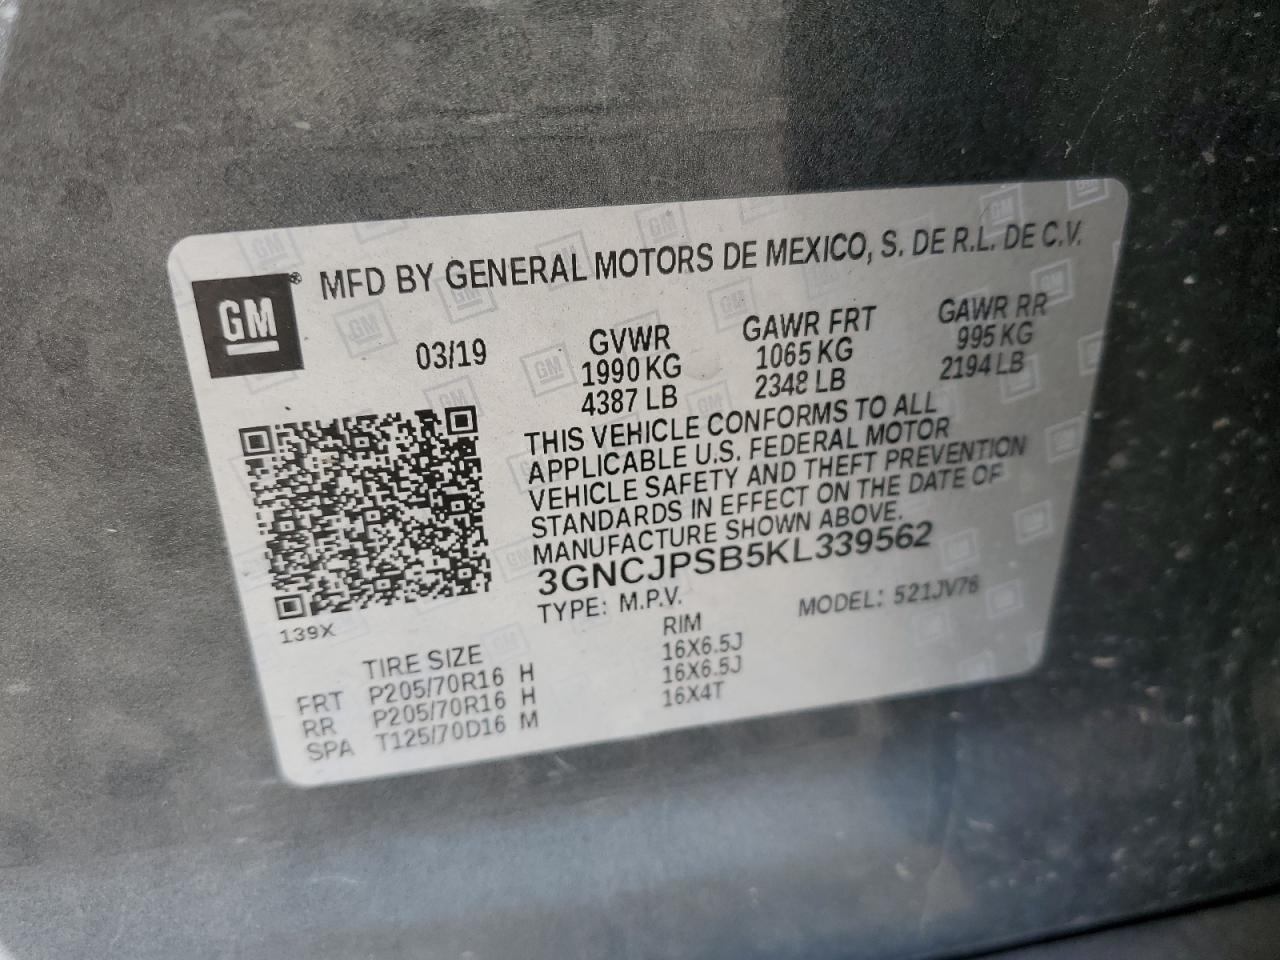 GM ® MFD BY GENERAL MOTORS DE MEXICO, S. DE R.L. DE C.V.
03/19 GVWR GAWR FRT GAWR RR
1990 KG 1065 KG 995 KG
4387 LB 2348 LB 2194 LB
THIS VEHICLE CONFORMS TO ALL
APPLICABLE U.S. FEDERAL MOTOR
VEHICLE SAFETY AND THEFT PREVENTION
STANDARDS IN EFFECT ON THE DATE OF
MANUFACTURE SHOWN ABOVE.
3GNCJPSB5KL339562
TYPE: M.P.V. MODEL: 521JV76
139X
TIRE SIZE RIM
FRT P205/70R16 H 16X6.5J
RR P205/70R16 H 16X6.5J
SPA T125/70D16 M 16X4T